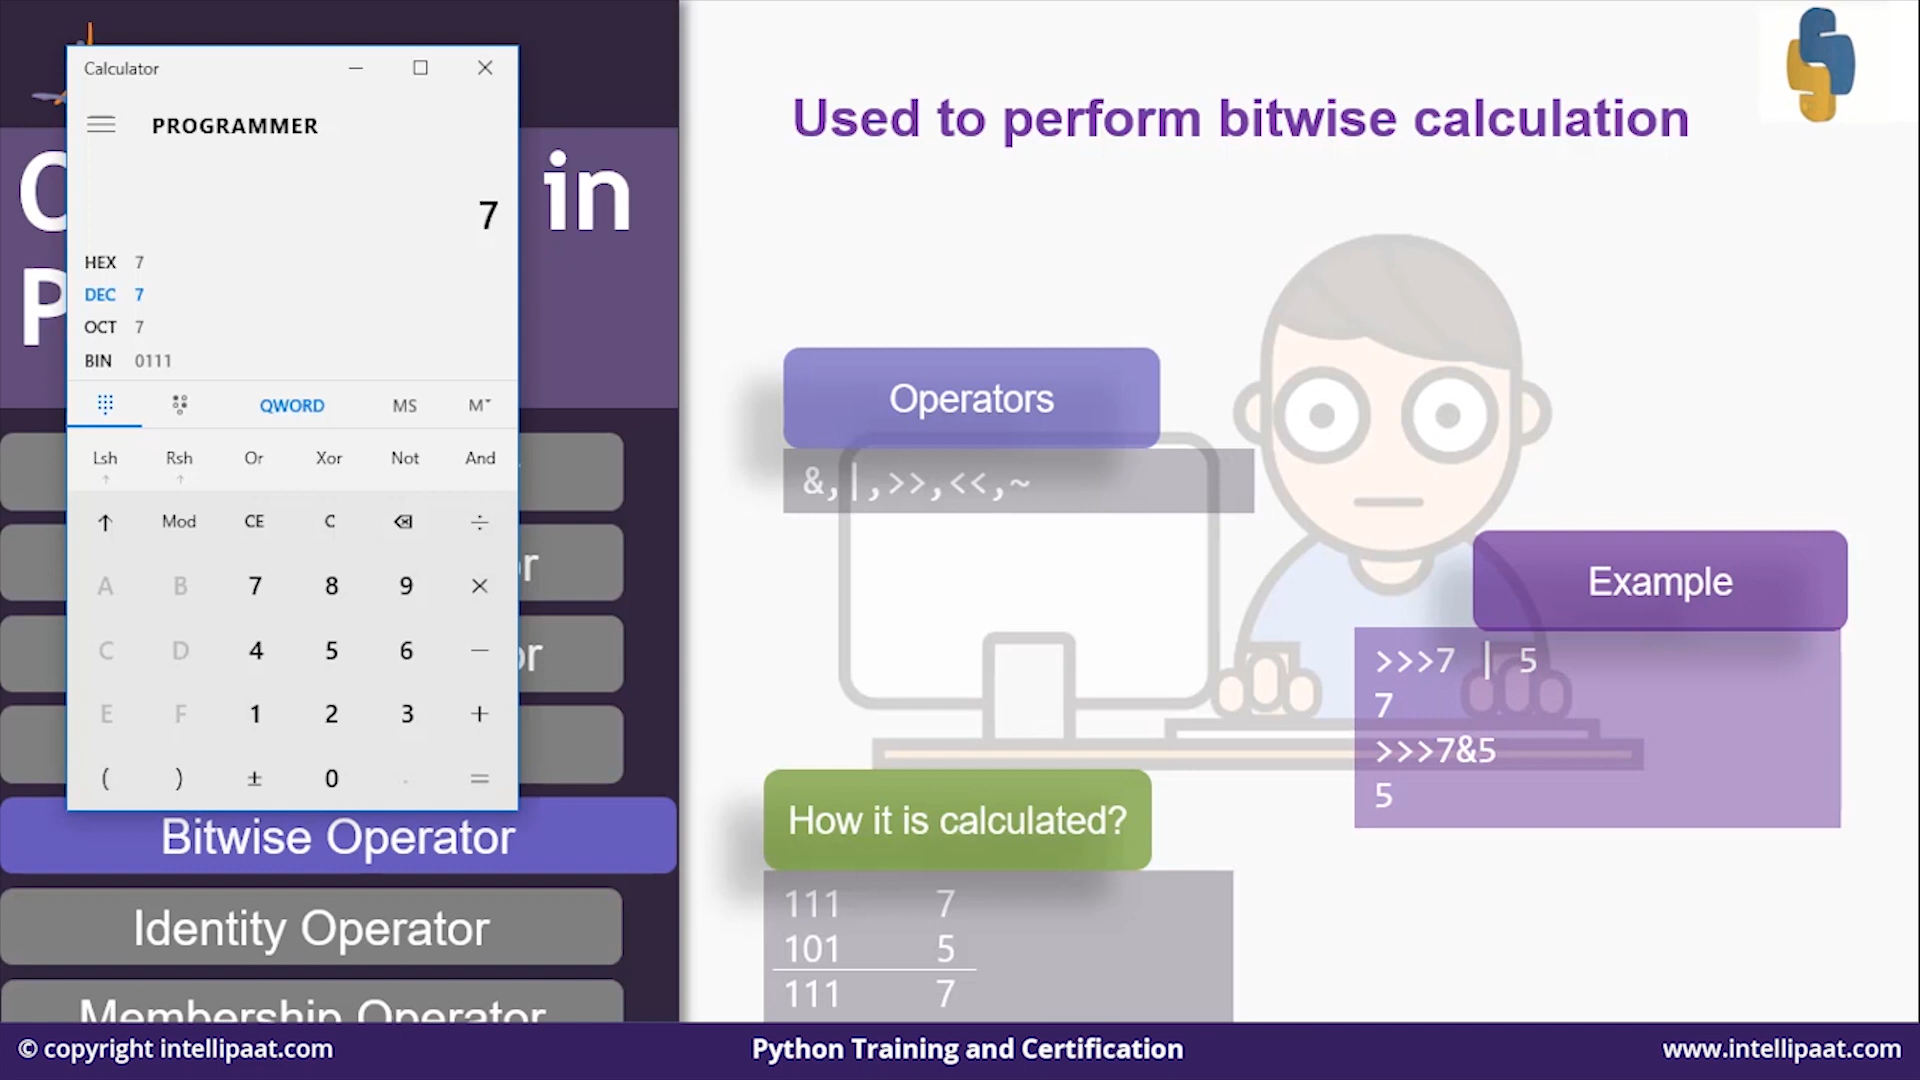 Calculator
PROGRAMMER
7
HEX 7
DEC 7
OCT 7
BIN 0111
QWORD MS M
Lsh Rsh Or Xor Not And
↑ Mod CE C ÷
A B 7 8 9 ×
C D 4 5 6 −
E F 1 2 3 +
( ) ± 0 . =
in
P
Bitwise Operator
Identity Operator
Membership Operator
Used to perform bitwise calculation
Operators
&,|,>>,<<,~
Example
>>>7 | 5
7
>>>7&5
5
How it is calculated?
111 7
101 5
111 7
© copyright intellipaat.com
Python Training and Certification
www.intellipaat.com